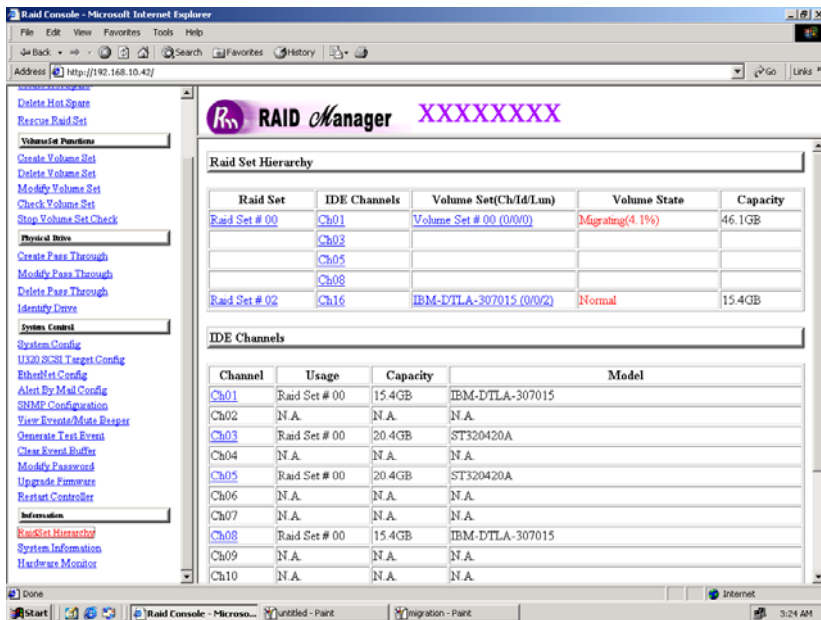 Raid Console - Microsoft Internet Explorer
File Edit View Favorites Tools Help
Back Search Favorites History
Address http://192.168.10.42/ Go Links
Delete Hot Spare
Rescue Raid Set
VolumeSet Functions
Create Volume Set
Delete Volume Set
Modify Volume Set
Check Volume Set
Stop Volume Set Check
Physical Drive
Create Pass Through
Modify Pass Through
Delete Pass Through
Identify Drive
System Control
System Config
U320 SCSI Target Config
EtherNet Config
Alert By Mail Config
SNMP Configuration
View Events/Mute Beeper
Generate Test Event
Clear Event Buffer
Modify Password
Upgrade Firmware
Restart Controller
Information
RaidSet Hierarchy
System Information
Hardware Monitor
Rm RAID Manager XXXXXXXX
Raid Set Hierarchy
Raid Set IDE Channels Volume Set(Ch/Id/Lun) Volume State Capacity
Raid Set # 00 Ch01 Volume Set # 00 (0/0/0) Migrating(4.1%) 46.1GB
Ch03
Ch05
Ch08
Raid Set # 02 Ch16 IBM-DTLA-307015 (0/0/2) Normal 15.4GB
IDE Channels
Channel Usage Capacity Model
Ch01 Raid Set # 00 15.4GB IBM-DTLA-307015
Ch02 N.A. N.A. N.A.
Ch03 Raid Set # 00 20.4GB ST320420A
Ch04 N.A. N.A. N.A.
Ch05 Raid Set # 00 20.4GB ST320420A
Ch06 N.A. N.A. N.A.
Ch07 N.A. N.A. N.A.
Ch08 Raid Set # 00 15.4GB IBM-DTLA-307015
Ch09 N.A. N.A. N.A.
Ch10 N.A. N.A. N.A.
Done Internet
Start Raid Console - Microso... untitled - Paint migration - Paint 3:24 AM